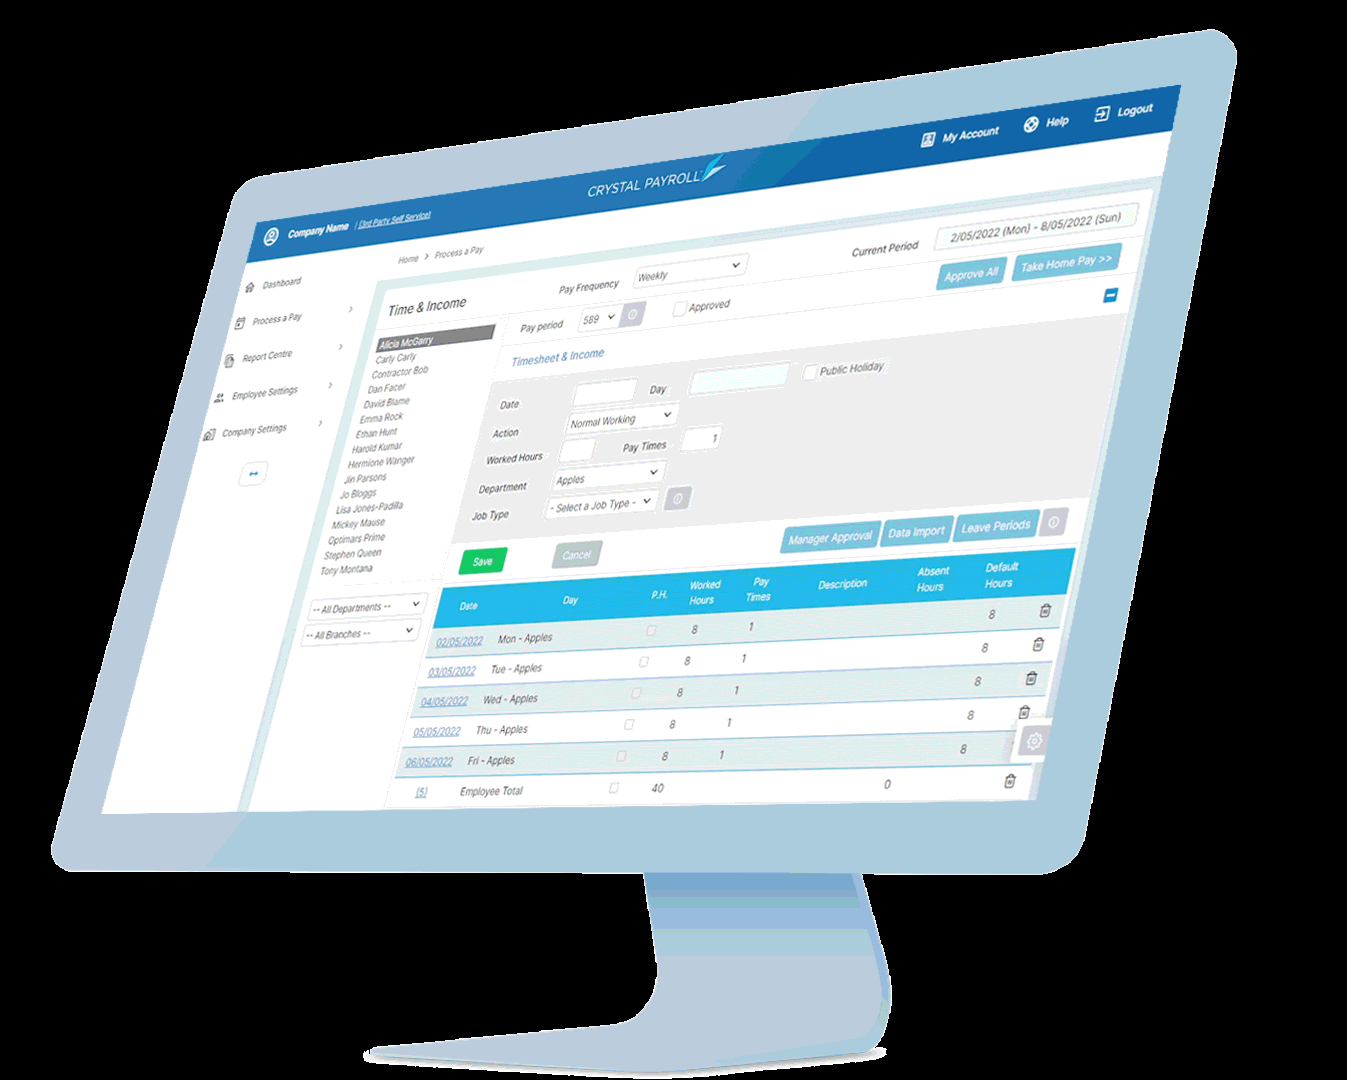 My Account Help Logout
CRYSTAL PAYROLL
Company Name | (3rd Party Self Service)
Home > Process a Pay
Dashboard
Process a Pay
Report Centre
Employee Settings
Company Settings
Time & Income
Pay Frequency Weekly
Current Period 2/05/2022 (Mon) - 8/05/2022 (Sun)
Approve All Take Home Pay >>
Pay period 589 Approved
Alicia McGarry
Carly Carly
Contractor Bob
Dan Facer
David Blame
Emma Rock
Ethan Hunt
Harold Kumar
Hermione Wanger
Jin Parsons
Jo Bloggs
Lisa Jones-Padilla
Mickey Mause
Optimars Prime
Stephen Queen
Tony Montana
-- All Departments --
-- All Branches --
Timesheet & Income
Date Day Public Holiday
Action Normal Working
Worked Hours Pay Times 1
Department Apples
Job Type - Select a Job Type -
Save Cancel
Manager Approval Data Import Leave Periods
Date Day P.H. Worked Hours Pay Times Description Absent Hours Default Hours
02/05/2022 Mon - Apples 8 1 8
03/05/2022 Tue - Apples 8 1 8
04/05/2022 Wed - Apples 8 1 8
05/05/2022 Thu - Apples 8 1 8
06/05/2022 Fri - Apples 8 1 8
(5) Employee Total 40 0